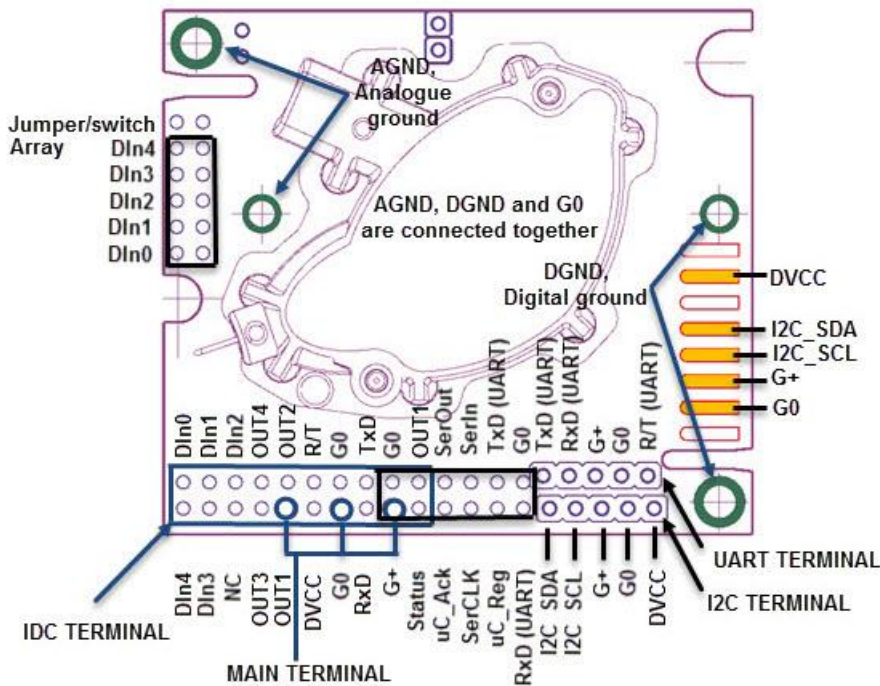 AGND,
Analogue
ground
Jumper/switch
Array
DIn4
DIn3
DIn2
DIn1
DIn0
AGND, DGND and G0
are connected together
DGND,
Digital ground
DVCC
I2C_SDA
I2C_SCL
G+
G0
DIn0
DIn1
DIn2
OUT4
OUT2
R/T
G0
TxD
G0
OUT1
SerOut
SerIn
TxD (UART)
G0
TxD (UART)
RxD (UART)
G+
G0
R/T (UART)
DIn4
DIn3
NC
OUT3
OUT1
DVCC
G0
RxD
G+
Status
uC_Ack
SerCLK
uC_Reg
RxD (UART)
I2C SDA
I2C SCL
G+
G0
DVCC
UART TERMINAL
I2C TERMINAL
IDC TERMINAL
MAIN TERMINAL